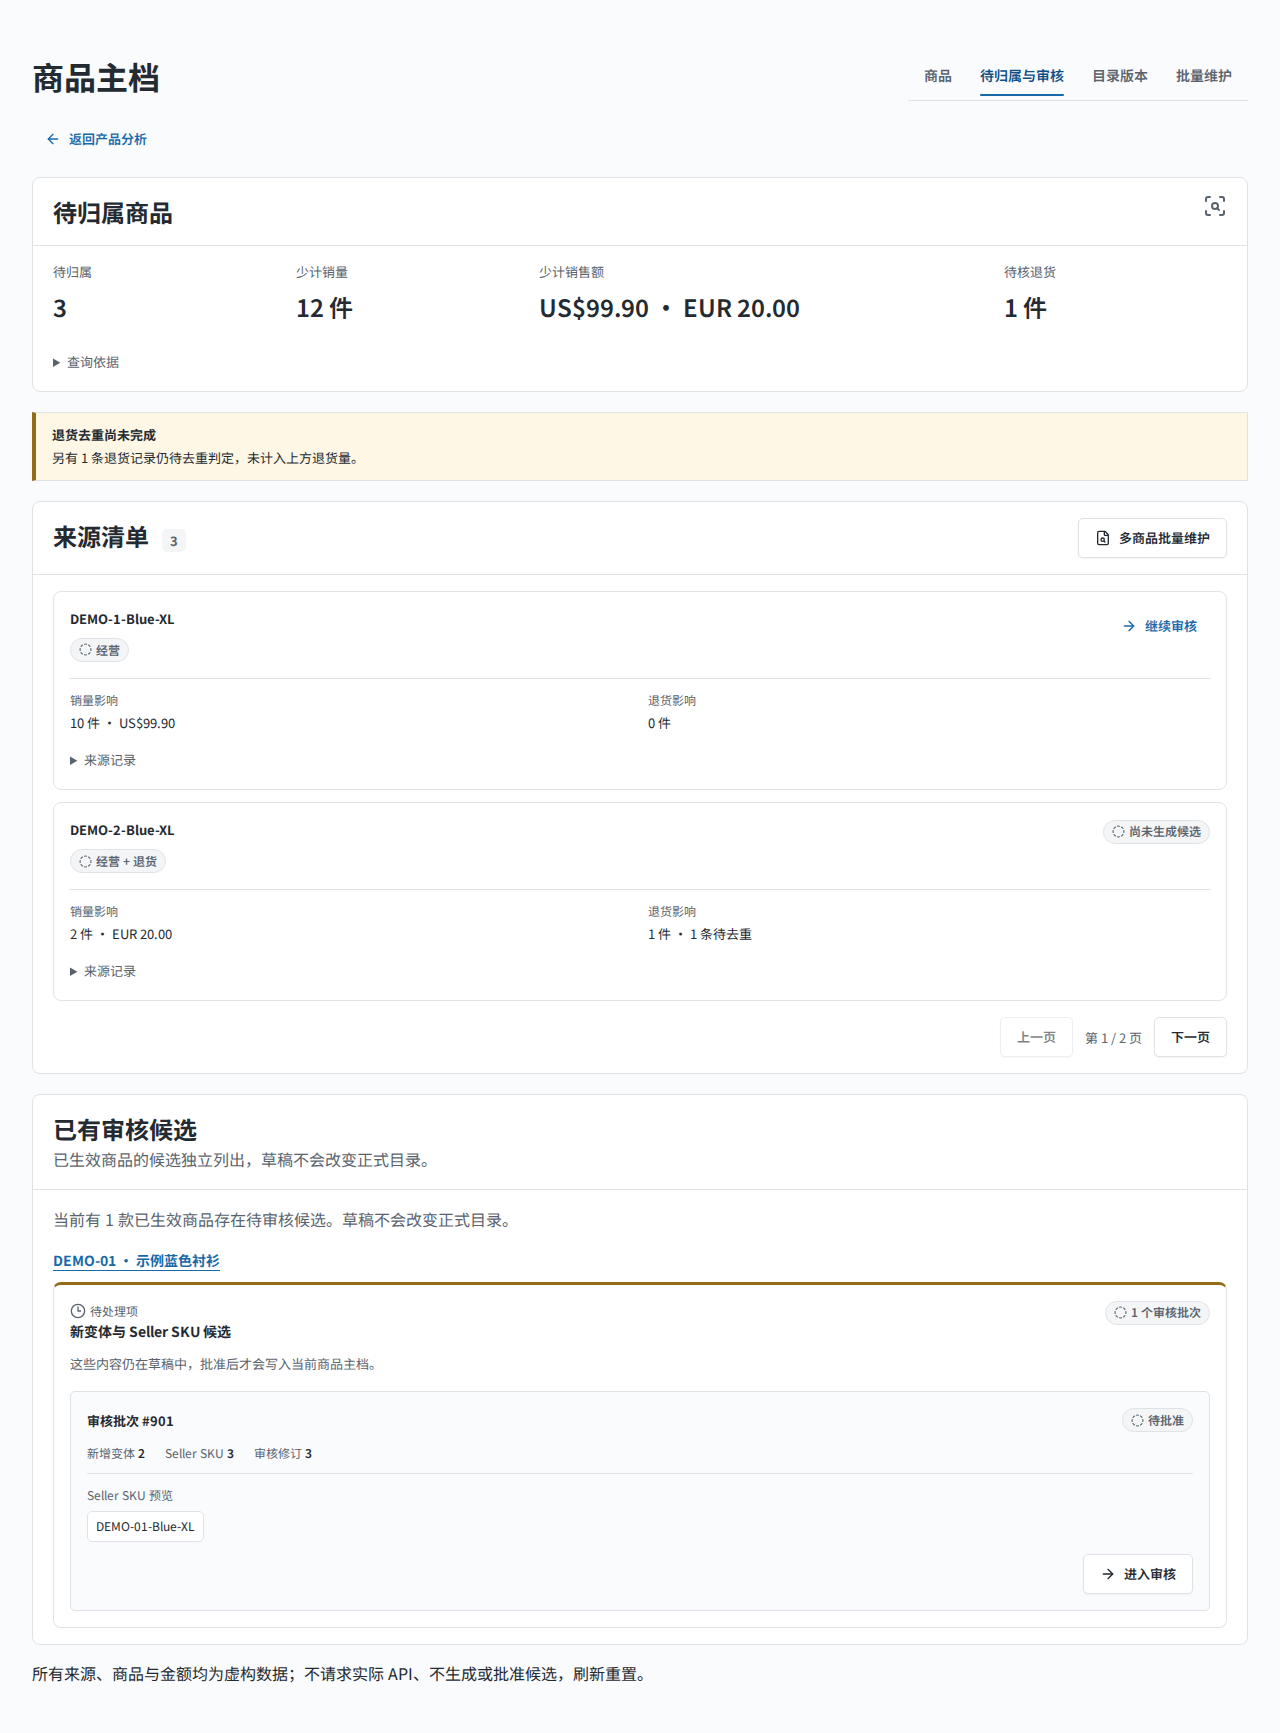 商品主档
商品 待归属与审核 目录版本 批量维护
返回产品分析
待归属商品
待归属 少计销量 少计销售额 待核退货
3 12 件 US$99.90 · EUR 20.00 1 件
查询依据
退货去重尚未完成
另有 1 条退货记录仍待去重判定，未计入上方退货量。
来源清单 3 多商品批量维护
DEMO-1-Blue-XL 继续审核
经营
销量影响 退货影响
10 件 · US$99.90 0 件
来源记录
DEMO-2-Blue-XL 尚未生成候选
经营 + 退货
销量影响 退货影响
2 件 · EUR 20.00 1 件 · 1 条待去重
来源记录
上一页 第 1 / 2 页 下一页
已有审核候选
已生效商品的候选独立列出，草稿不会改变正式目录。
当前有 1 款已生效商品存在待审核候选。草稿不会改变正式目录。
DEMO-01 · 示例蓝色衬衫
待处理项 1 个审核批次
新变体与 Seller SKU 候选
这些内容仍在草稿中，批准后才会写入当前商品主档。
审核批次 #901 待批准
新增变体 2 Seller SKU 3 审核修订 3
Seller SKU 预览
DEMO-01-Blue-XL
进入审核
所有来源、商品与金额均为虚构数据；不请求实际 API、不生成或批准候选，刷新重置。